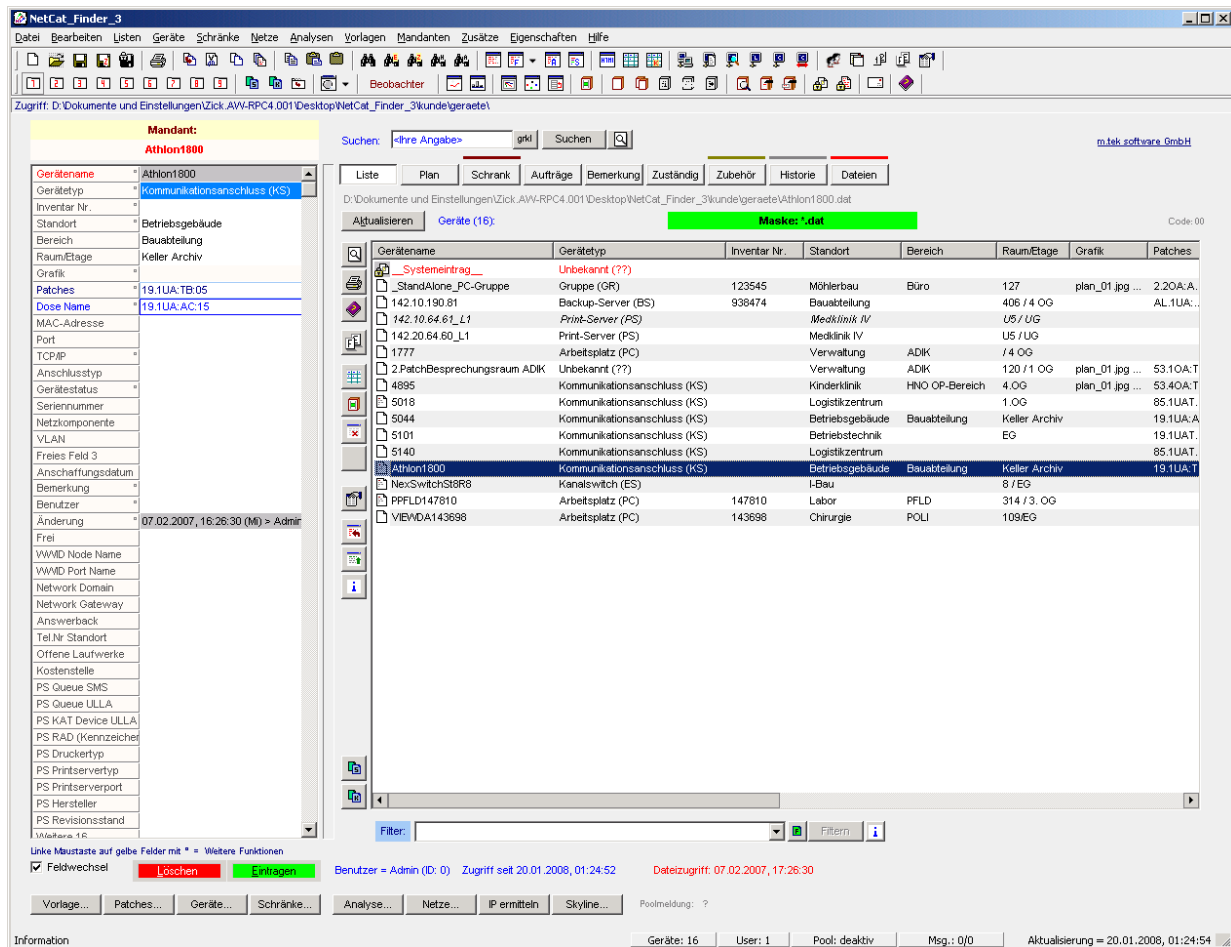 NetCat_Finder_3
Datei Bearbeiten Listen Geräte Schränke Netze Analysen Vorlagen Mandanten Zusätze Eigenschaften Hilfe
1 2 3 4 5 6 7 8 9 Beobachter
Zugriff: D:\Dokumente und Einstellungen\Zick.AVV-RPC4.001\Desktop\NetCat_Finder_3\kunde\geraete\
Mandant:
Athlon1800
Suchen: <Ihre Angabe> grkl Suchen
m.tek software GmbH
Liste Plan Schrank Aufträge Bemerkung Zuständig Zubehör Historie Dateien
D:\Dokumente und Einstellungen\Zick.AVV-RPC4.001\Desktop\NetCat_Finder_3\kunde\geraete\Athlon1800.dat
Aktualisieren Geräte (16): Maske: *.dat Code: 00
Gerätename * Athlon1800
Gerätetyp * Kommunikationsanschluss (KS)
Inventar Nr. *
Standort * Betriebsgebäude
Bereich Bauabteilung
Raum/Etage * Keller Archiv
Grafik *
Patches * 19.1UA:TB:05
Dose Name * 19.1UA:AC:15
MAC-Adresse
Port
TCP/IP *
Anschlusstyp
Gerätestatus *
Seriennummer
Netzkomponente
VLAN
Freies Feld 3
Anschaffungsdatum
Bemerkung *
Benutzer *
Änderung * 07.02.2007, 16:26:30 (Mi) > Admin
Frei
WWID Node Name
WWID Port Name
Network Domain
Network Gateway
Answerback
Tel.Nr Standort
Offene Laufwerke
Kostenstelle
PS Queue SMS
PS Queue ULLA
PS KAT Device ULLA
PS RAD (Kennzeicher
PS Druckertyp
PS Printservertyp
PS Printserverport
PS Hersteller
PS Revisionsstand
Weitere 16
Gerätename Gerätetyp Inventar Nr. Standort Bereich Raum/Etage Grafik Patches
__Systemeintrag__ Unbekannt (??)
_StandAlone_PC-Gruppe Gruppe (GR) 123545 Möhlerbau Büro 127 plan_01.jpg ... 2.2OA:A.
142.10.190.81 Backup-Server (BS) 938474 Bauabteilung 406 / 4 OG AL.1UA:..
142.10.64.61_L1 Print-Server (PS) Medklinik IV U5 / UG
142.20.64.60_L1 Print-Server (PS) Medklinik IV U5 / UG
1777 Arbeitsplatz (PC) Verwaltung ADIK / 4 OG
2.PatchBesprechungsraum ADIK Unbekannt (??) Verwaltung ADIK 120 / 1 OG plan_01.jpg ... 53.1OA:T
4895 Kommunikationsanschluss (KS) Kinderklinik HNO OP-Bereich 4.OG plan_01.jpg ... 53.4OA:T
5018 Kommunikationsanschluss (KS) Logistikzentrum 1.OG 85.1UAT.
5044 Kommunikationsanschluss (KS) Betriebsgebäude Bauabteilung Keller Archiv 19.1UA:A
5101 Kommunikationsanschluss (KS) Betriebstechnik EG 19.1UAT.
5140 Kommunikationsanschluss (KS) Logistikzentrum 85.1UAT.
Athlon1800 Kommunikationsanschluss (KS) Betriebsgebäude Bauabteilung Keller Archiv 19.1UA:T
NexSwitchSt8R8 Kanalswitch (ES) I-Bau 8 / EG
PPFLD147810 Arbeitsplatz (PC) 147810 Labor PFLD 314 / 3. OG
VIEWDA143698 Arbeitsplatz (PC) 143698 Chirurgie POLI 109/EG
Filter: Filtern
Linke Maustaste auf gelbe Felder mit * = Weitere Funktionen
Feldwechsel Löschen Eintragen Benutzer = Admin (ID: 0) Zugriff seit 20.01.2008, 01:24:52 Dateizugriff: 07.02.2007, 17:26:30
Vorlage... Patches... Geräte... Schränke... Analyse... Netze... IP ermitteln Skyline... Poolmeldung: ?
Information Geräte: 16 User: 1 Pool: deaktiv Msg.: 0/0 Aktualisierung = 20.01.2008, 01:24:54